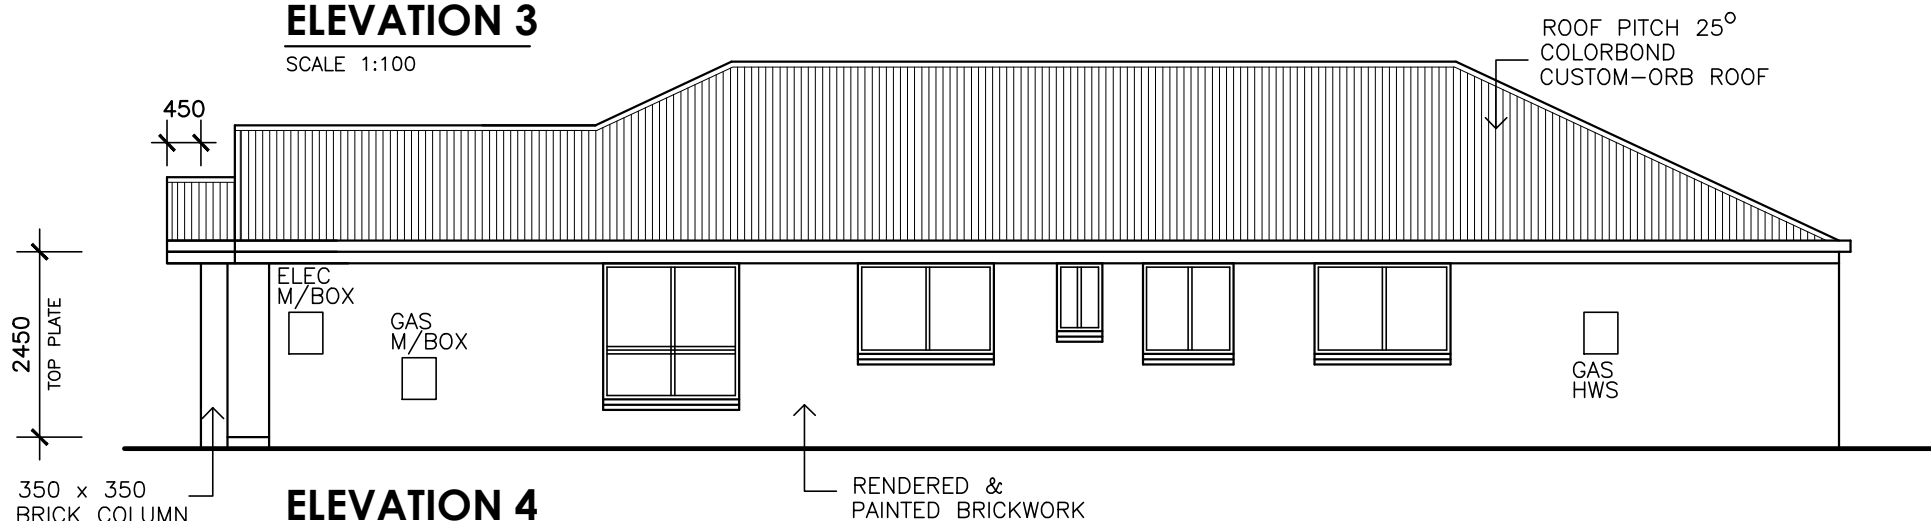 ELEVATION 3
SCALE 1:100
ROOF PITCH 25°
COLORBOND
CUSTOM-ORB ROOF
450
2450
TOP PLATE
ELEC
M/BOX
GAS
M/BOX
GAS
HWS
350 x 350
BRICK COLUMN
ELEVATION 4
RENDERED &
PAINTED BRICKWORK